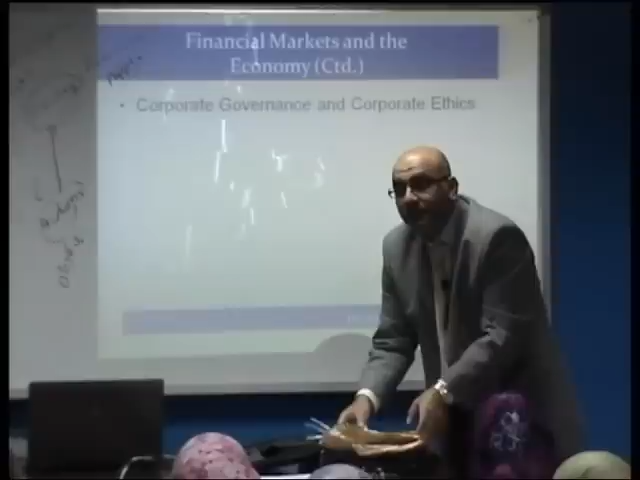 Financial Markets and the
Economy (Ctd.)
• Corporate Governance and Corporate Ethics